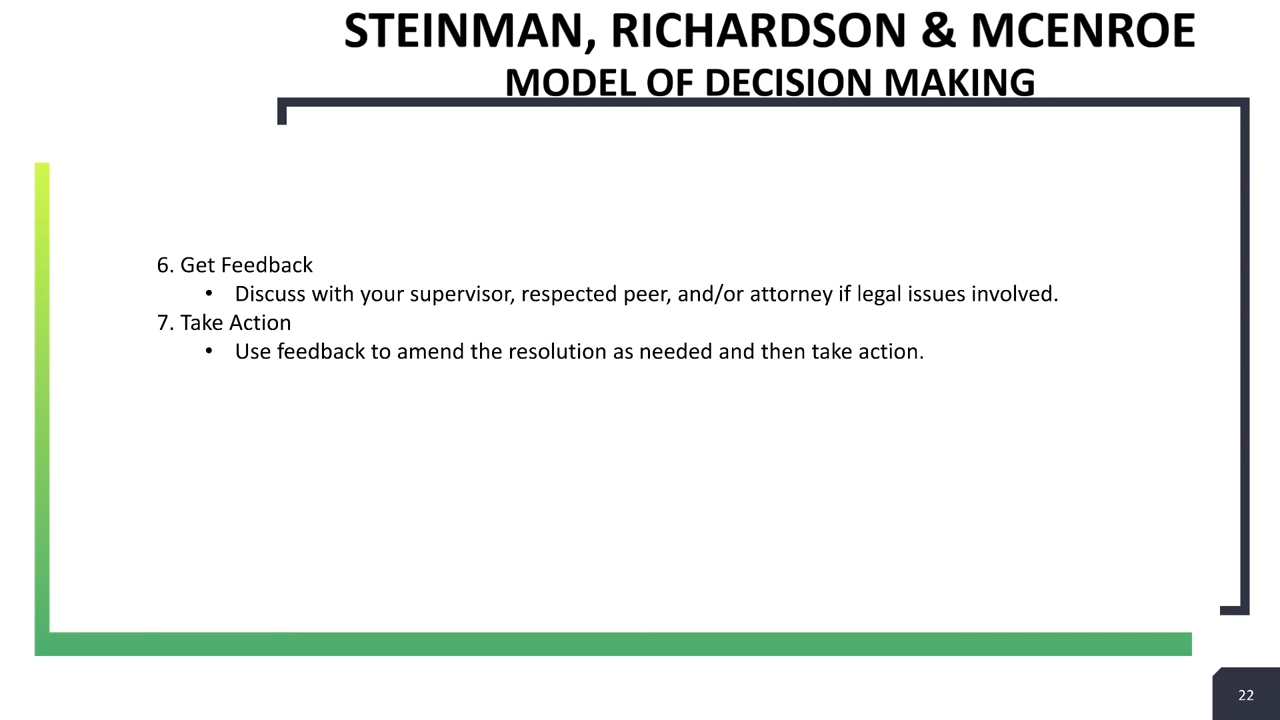 STEINMAN, RICHARDSON & MCENROE
MODEL OF DECISION MAKING
6. Get Feedback
• Discuss with your supervisor, respected peer, and/or attorney if legal issues involved.
7. Take Action
• Use feedback to amend the resolution as needed and then take action.
22